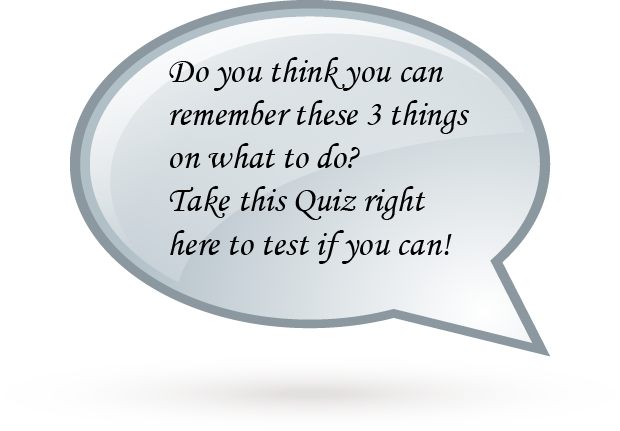 Do you think you can
remember these 3 things
on what to do?
Take this Quiz right
here to test if you can!